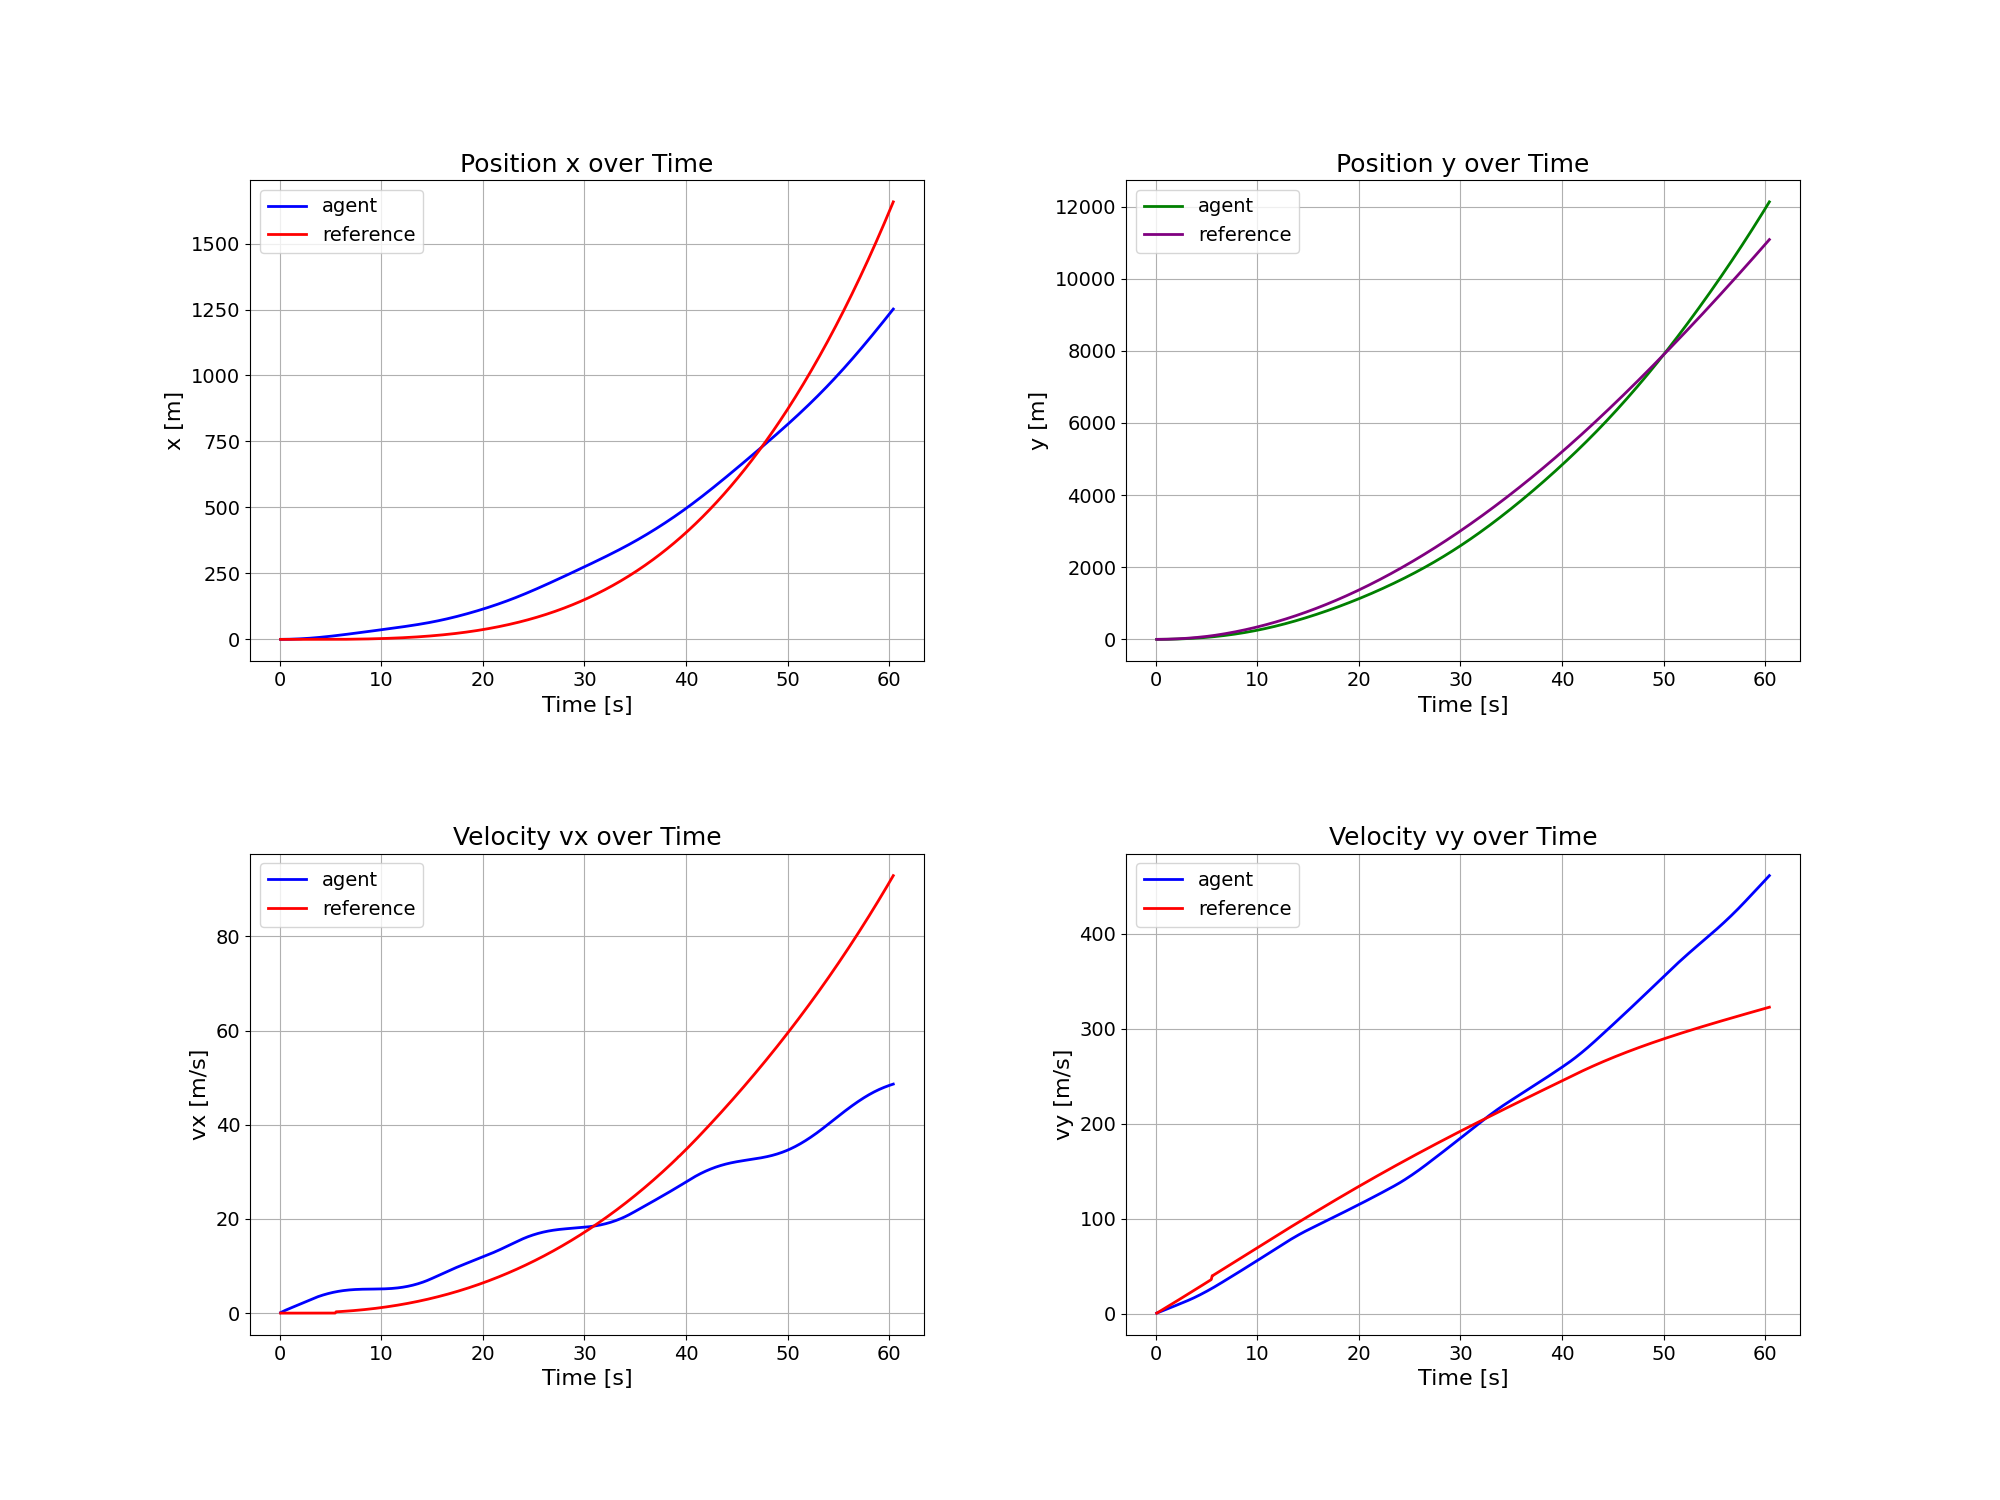 Position x over Time
agent
reference
1500
1250
1000
750
500
250
0
x [m]
0 10 20 30 40 50 60
Time [s]
Position y over Time
agent
reference
12000
10000
8000
6000
4000
2000
0
y [m]
0 10 20 30 40 50 60
Time [s]
Velocity vx over Time
agent
reference
80
60
40
20
0
vx [m/s]
0 10 20 30 40 50 60
Time [s]
Velocity vy over Time
agent
reference
400
300
200
100
0
vy [m/s]
0 10 20 30 40 50 60
Time [s]